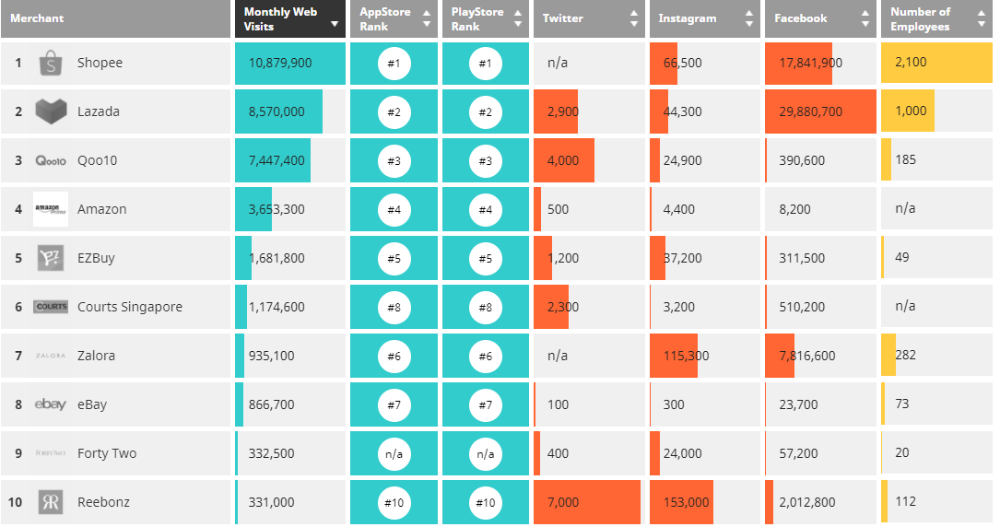 Merchant Monthly Web Visits AppStore Rank PlayStore Rank Twitter Instagram Facebook Number of Employees
1 S Shopee 10,879,900 #1 #1 n/a 66,500 17,841,900 2,100
2 Lazada 8,570,000 #2 #2 2,900 44,300 29,880,700 1,000
3 Qoo10 Qoo10 7,447,400 #3 #3 4,000 24,900 390,600 185
4 amazon Prime Amazon 3,653,300 #4 #4 500 4,400 8,200 n/a
5 EZBuy 1,681,800 #5 #5 1,200 37,200 311,500 49
6 COURTS Courts Singapore 1,174,600 #8 #8 2,300 3,200 510,200 n/a
7 ZALORA Zalora 935,100 #6 #6 n/a 115,300 7,816,600 282
8 ebay eBay 866,700 #7 #7 100 300 23,700 73
9 FORTYTWO Forty Two 332,500 n/a n/a 400 24,000 57,200 20
10 RR Reebonz 331,000 #10 #10 7,000 153,000 2,012,800 112